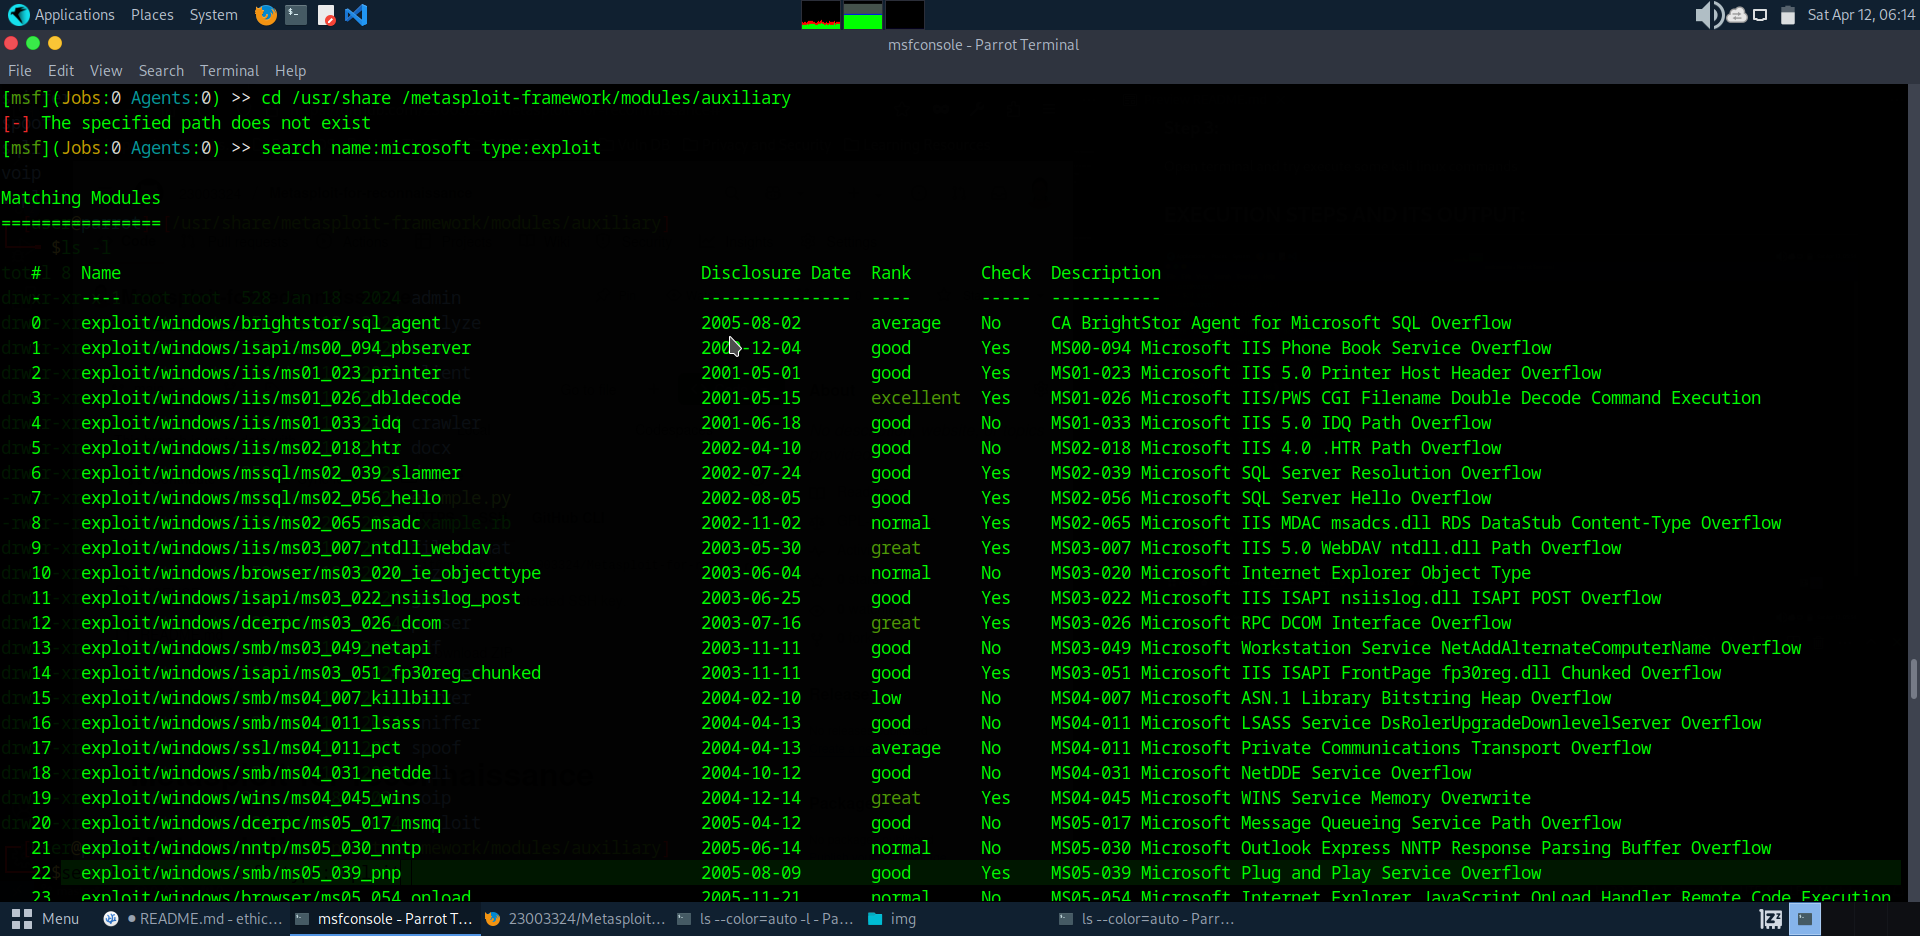 Applications Places System Sat Apr 12, 06:14
msfconsole - Parrot Terminal
File Edit View Search Terminal Help
[msf](Jobs:0 Agents:0) >> cd /usr/share /metasploit-framework/modules/auxiliary
[-] The specified path does not exist
[msf](Jobs:0 Agents:0) >> search name:microsoft type:exploit
voip
Matching Modules
================ /usr/share/metasploit-framework/modules/auxiliary]
$ls -l
# Name Disclosure Date Rank Check Description
- ---- --------------- ---- ----- -----------
0 exploit/windows/brightstor/sql_agent 2005-08-02 average No CA BrightStor Agent for Microsoft SQL Overflow
1 exploit/windows/isapi/ms00_094_pbserver 2000-12-04 good Yes MS00-094 Microsoft IIS Phone Book Service Overflow
2 exploit/windows/iis/ms01_023_printer 2001-05-01 good Yes MS01-023 Microsoft IIS 5.0 Printer Host Header Overflow
3 exploit/windows/iis/ms01_026_dbldecode 2001-05-15 excellent Yes MS01-026 Microsoft IIS/PWS CGI Filename Double Decode Command Execution
4 exploit/windows/iis/ms01_033_idq 2001-06-18 good No MS01-033 Microsoft IIS 5.0 IDQ Path Overflow
5 exploit/windows/iis/ms02_018_htr 2002-04-10 good No MS02-018 Microsoft IIS 4.0 .HTR Path Overflow
6 exploit/windows/mssql/ms02_039_slammer 2002-07-24 good Yes MS02-039 Microsoft SQL Server Resolution Overflow
7 exploit/windows/mssql/ms02_056_hello 2002-08-05 good Yes MS02-056 Microsoft SQL Server Hello Overflow
8 exploit/windows/iis/ms02_065_msadc 2002-11-02 normal Yes MS02-065 Microsoft IIS MDAC msadcs.dll RDS DataStub Content-Type Overflow
9 exploit/windows/iis/ms03_007_ntdll_webdav 2003-05-30 great Yes MS03-007 Microsoft IIS 5.0 WebDAV ntdll.dll Path Overflow
10 exploit/windows/browser/ms03_020_ie_objecttype 2003-06-04 normal No MS03-020 Microsoft Internet Explorer Object Type
11 exploit/windows/isapi/ms03_022_nsiislog_post 2003-06-25 good Yes MS03-022 Microsoft IIS ISAPI nsiislog.dll ISAPI POST Overflow
12 exploit/windows/dcerpc/ms03_026_dcom 2003-07-16 great Yes MS03-026 Microsoft RPC DCOM Interface Overflow
13 exploit/windows/smb/ms03_049_netapi 2003-11-11 good No MS03-049 Microsoft Workstation Service NetAddAlternateComputerName Overflow
14 exploit/windows/isapi/ms03_051_fp30reg_chunked 2003-11-11 good Yes MS03-051 Microsoft IIS ISAPI FrontPage fp30reg.dll Chunked Overflow
15 exploit/windows/smb/ms04_007_killbill 2004-02-10 low No MS04-007 Microsoft ASN.1 Library Bitstring Heap Overflow
16 exploit/windows/smb/ms04_011_lsass 2004-04-13 good No MS04-011 Microsoft LSASS Service DsRolerUpgradeDownlevelServer Overflow
17 exploit/windows/ssl/ms04_011_pct 2004-04-13 average No MS04-011 Microsoft Private Communications Transport Overflow
18 exploit/windows/smb/ms04_031_netdde 2004-10-12 good No MS04-031 Microsoft NetDDE Service Overflow
19 exploit/windows/wins/ms04_045_wins 2004-12-14 great Yes MS04-045 Microsoft WINS Service Memory Overwrite
20 exploit/windows/dcerpc/ms05_017_msmq 2005-04-12 good No MS05-017 Microsoft Message Queueing Service Path Overflow
21 exploit/windows/nntp/ms05_030_nntp 2005-06-14 normal No MS05-030 Microsoft Outlook Express NNTP Response Parsing Buffer Overflow
22 exploit/windows/smb/ms05_039_pnp 2005-08-09 good Yes MS05-039 Microsoft Plug and Play Service Overflow
23 exploit/windows/browser/ms05_054_onload 2005-11-21 normal No MS05-054 Microsoft Internet Explorer JavaScript OnLoad Handler Remote Code Execution
Menu README.md - ethic... msfconsole - Parrot T... 23003324/Metasploit... ls --color=auto -l - Pa... img ls --color=auto - Parr...